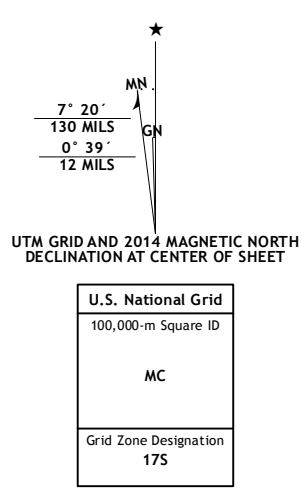 MN
7° 20´
130 MILS
GN
0° 39´
12 MILS
UTM GRID AND 2014 MAGNETIC NORTH
DECLINATION AT CENTER OF SHEET
U.S. National Grid
100,000-m Square ID
MC
Grid Zone Designation
17S